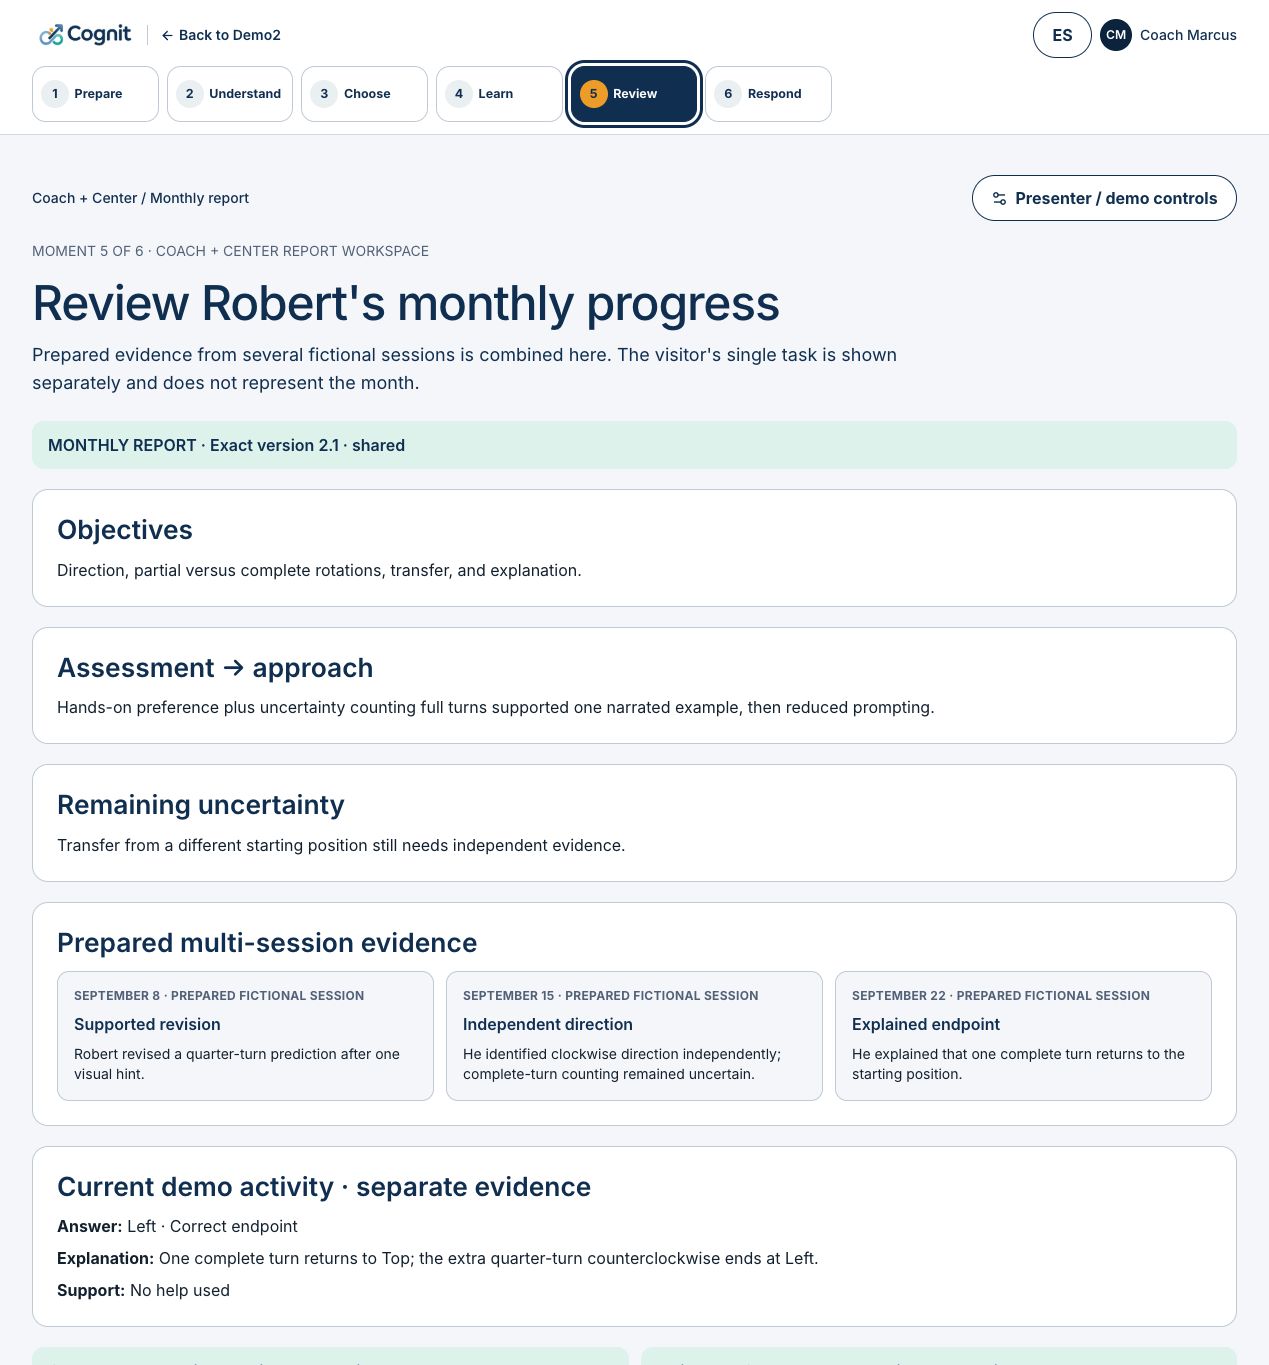 Cognit
← Back to Demo2
ES
CM
Coach Marcus
1 Prepare
2 Understand
3 Choose
4 Learn
5 Review
6 Respond
Coach + Center / Monthly report
Presenter / demo controls
MOMENT 5 OF 6 · COACH + CENTER REPORT WORKSPACE
Review Robert's monthly progress
Prepared evidence from several fictional sessions is combined here. The visitor's single task is shown
separately and does not represent the month.
MONTHLY REPORT · Exact version 2.1 · shared
Objectives
Direction, partial versus complete rotations, transfer, and explanation.
Assessment → approach
Hands-on preference plus uncertainty counting full turns supported one narrated example, then reduced prompting.
Remaining uncertainty
Transfer from a different starting position still needs independent evidence.
Prepared multi-session evidence
SEPTEMBER 8 · PREPARED FICTIONAL SESSION
Supported revision
Robert revised a quarter-turn prediction after one
visual hint.
SEPTEMBER 15 · PREPARED FICTIONAL SESSION
Independent direction
He identified clockwise direction independently;
complete-turn counting remained uncertain.
SEPTEMBER 22 · PREPARED FICTIONAL SESSION
Explained endpoint
He explained that one complete turn returns to the
starting position.
Current demo activity · separate evidence
Answer: Left · Correct endpoint
Explanation: One complete turn returns to Top; the extra quarter-turn counterclockwise ends at Left.
Support: No help used